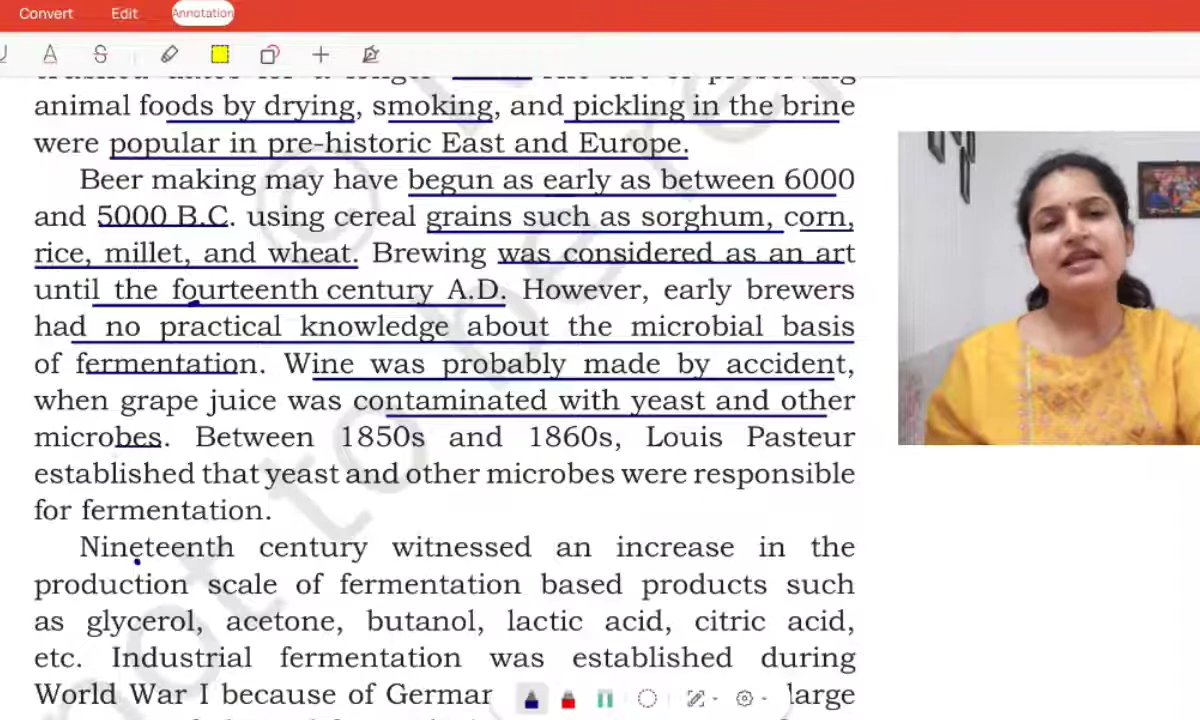 Convert Edit Annotation
animal foods by drying, smoking, and pickling in the brine
were popular in pre-historic East and Europe.
Beer making may have begun as early as between 6000
and 5000 B.C. using cereal grains such as sorghum, corn,
rice, millet, and wheat. Brewing was considered as an art
until the fourteenth century A.D. However, early brewers
had no practical knowledge about the microbial basis
of fermentation. Wine was probably made by accident,
when grape juice was contaminated with yeast and other
microbes. Between 1850s and 1860s, Louis Pasteur
established that yeast and other microbes were responsible
for fermentation.
Nineteenth century witnessed an increase in the
production scale of fermentation based products such
as glycerol, acetone, butanol, lactic acid, citric acid,
etc. Industrial fermentation was established during
World War I because of large
not to be re